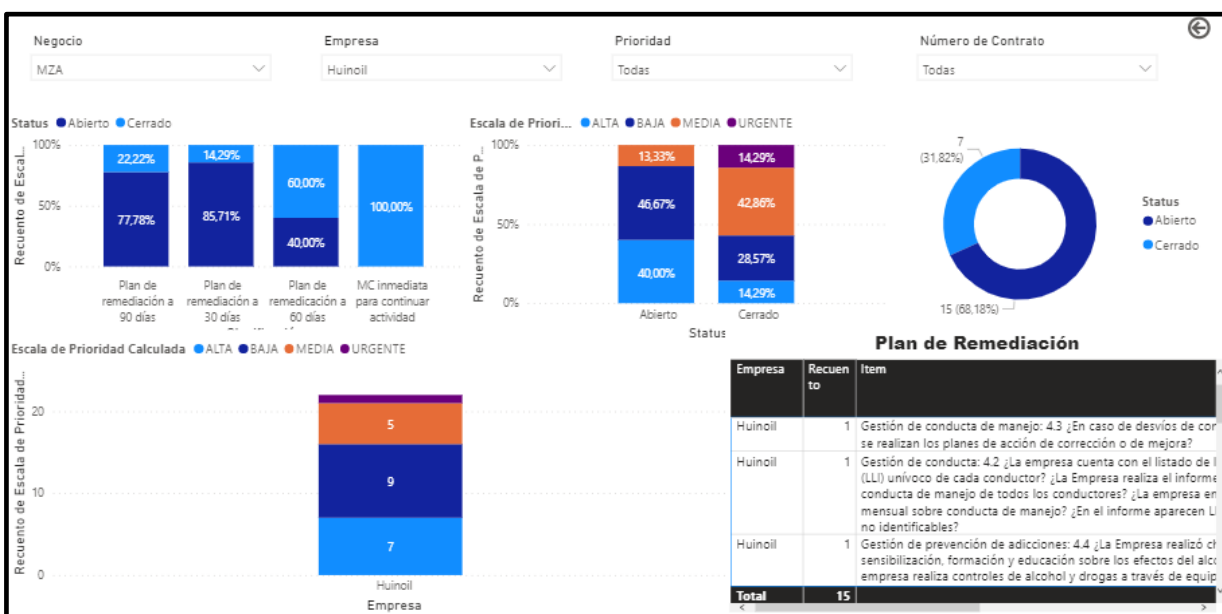 Negocio
MZA
Empresa
Huinoil
Prioridad
Todas
Número de Contrato
Todas
Status Abierto Cerrado
Recuento de Escal...
100%
50%
0%
22,22%
77,78%
14,29%
85,71%
60,00%
40,00%
100,00%
Plan de
remediación a
90 días
Plan de
remediación a
30 días
Plan de
remedicación a
60 días
MC inmediata
para continuar
actividad
Escala de Priori... ALTA BAJA MEDIA URGENTE
Recuento de Escala de P...
100%
50%
0%
13,33%
46,67%
40,00%
14,29%
42,86%
28,57%
14,29%
Abierto
Cerrado
Status
7
(31,82%)
15 (68,18%)
Status
Abierto
Cerrado
Escala de Prioridad Calculada ALTA BAJA MEDIA URGENTE
Recuento de Escala de Prioridad...
20
10
0
5
9
7
Huinoil
Empresa
Plan de Remediación
Empresa Recuen Item
to
Huinoil 1 Gestión de conducta de manejo: 4.3 ¿En caso de desvíos de con
se realizan los planes de acción de corrección o de mejora?
Huinoil 1 Gestión de conducta: 4.2 ¿La empresa cuenta con el listado de
(LLI) unívoco de cada conductor? ¿La Empresa realiza el informe
conducta de manejo de todos los conductores? ¿La empresa en
mensual sobre conducta de manejo? ¿En el informe aparecen
no identificables?
Huinoil 1 Gestión de prevención de adicciones: 4.4 ¿La Empresa realizó
sensibilización, formación y educación sobre los efectos del alc
empresa realiza controles de alcohol y drogas a través de equip
Total 15